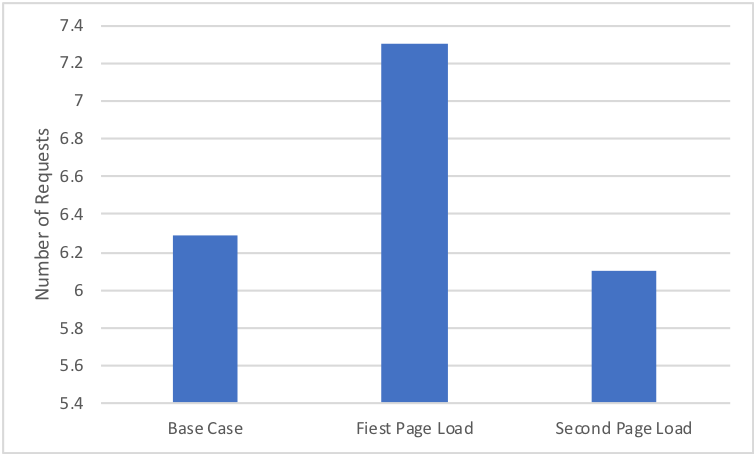 7.4
7.2
7
6.8
6.6
6.4
6.2
6
5.8
5.6
5.4
Number of Requests
Base Case
Fiest Page Load
Second Page Load